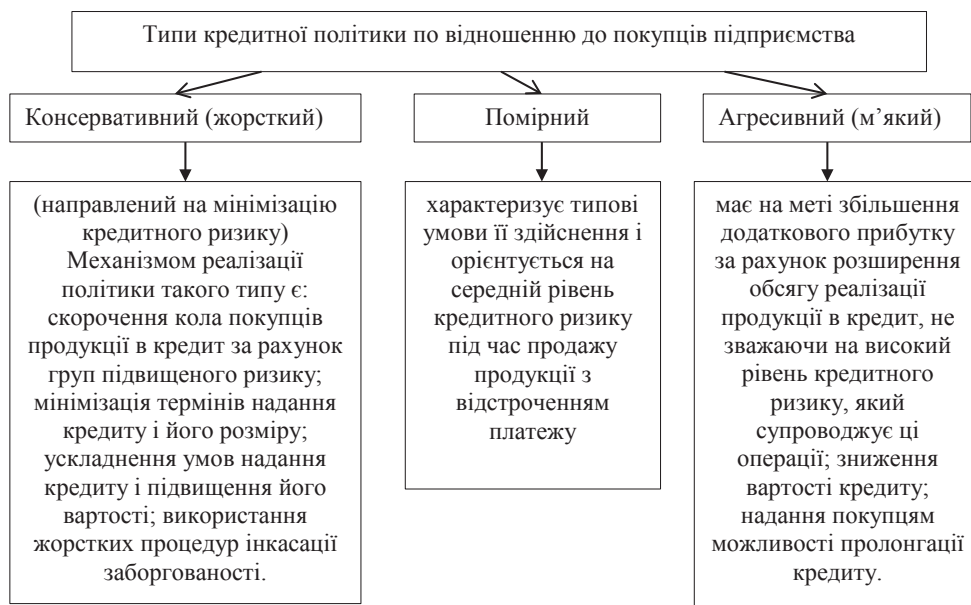 Типи кредитної політики по відношенню до покупців підприємства
Консервативний (жорсткий)
Помірний
Агресивний (м’який)
(направлений на мінімізацію
кредитного ризику)
Механізмом реалізації
політики такого типу є:
скорочення кола покупців
продукції в кредит за рахунок
груп підвищеного ризику;
мінімізація термінів надання
кредиту і його розміру;
ускладнення умов надання
кредиту і підвищення його
вартості; використання
жорстких процедур інкасації
заборгованості.
характеризує типові
умови її здійснення і
орієнтується на
середній рівень
кредитного ризику
під час продажу
продукції з
відстроченням
платежу
має на меті збільшення
додаткового прибутку
за рахунок розширення
обсягу реалізації
продукції в кредит, не
зважаючи на високий
рівень кредитного
ризику, який
супроводжує ці
операції; зниження
вартості кредиту;
надання покупцям
можливості пролонгації
кредиту.